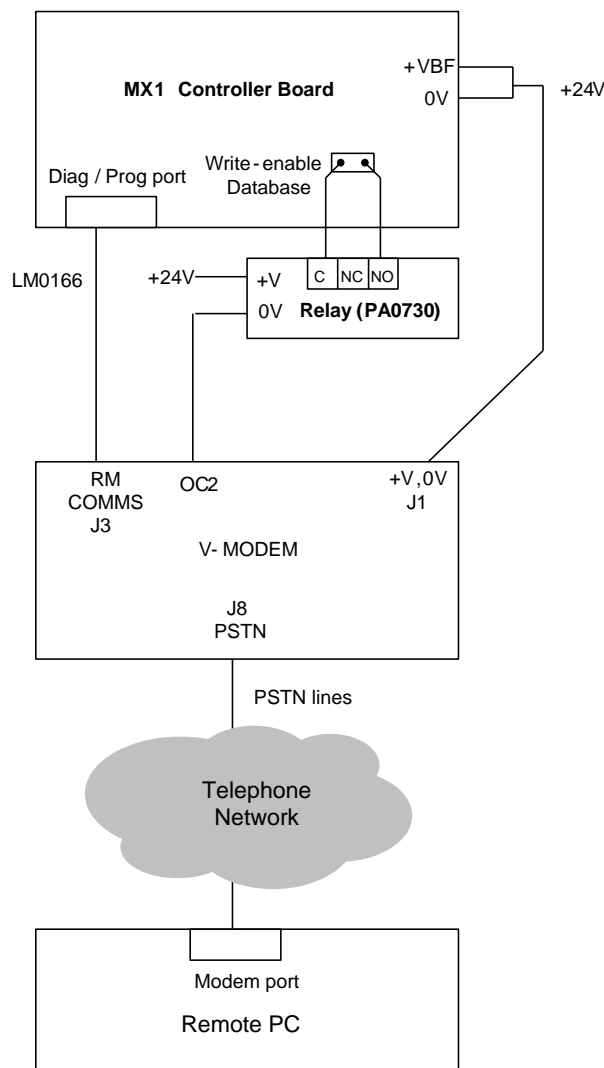 MX1 Controller Board
+VBF
0V
+24V
Write-enable
Database
Diag / Prog port
LM0166
+24V
+V
0V
C NC NO
Relay (PA0730)
RM
COMMS
J3
OC2
+V,0V
J1
V- MODEM
J8
PSTN
PSTN lines
Telephone
Network
Modem port
Remote PC